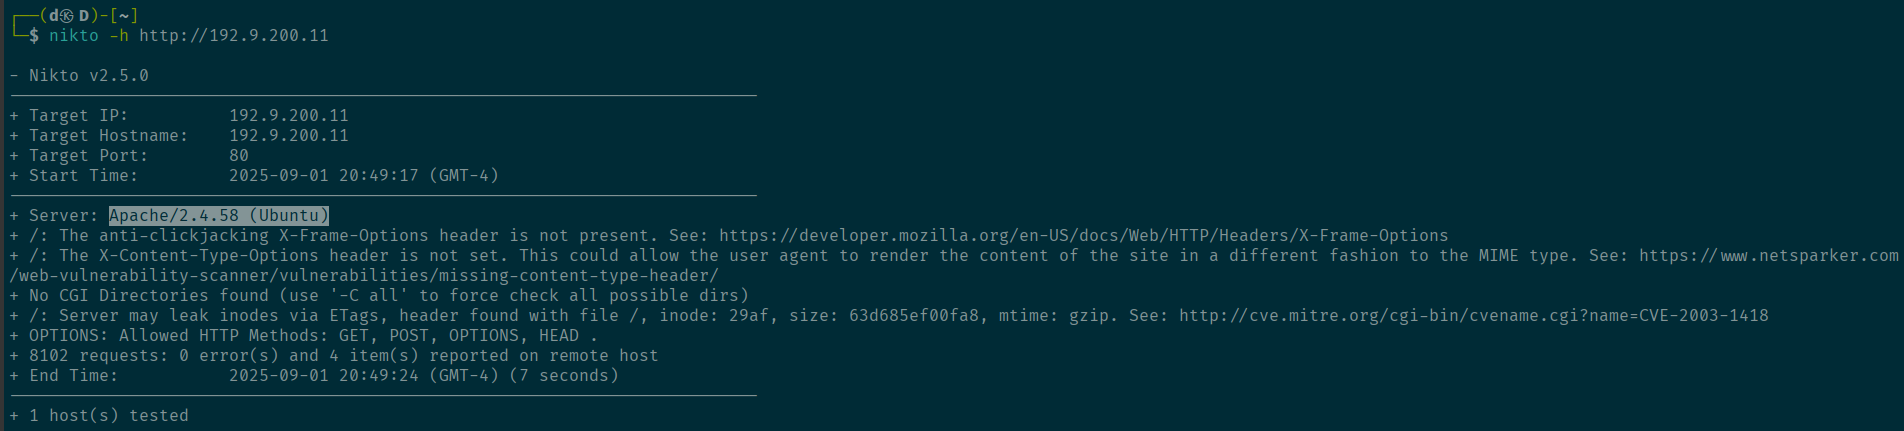 ┌──(d㉿D)-[~]
└─$ nikto -h http://192.9.200.11
- Nikto v2.5.0
---------------------------------------------------------------------------
+ Target IP:          192.9.200.11
+ Target Hostname:    192.9.200.11
+ Target Port:        80
+ Start Time:         2025-09-01 20:49:17 (GMT-4)
---------------------------------------------------------------------------
+ Server: Apache/2.4.58 (Ubuntu)
+ /: The anti-clickjacking X-Frame-Options header is not present. See: https://developer.mozilla.org/en-US/docs/Web/HTTP/Headers/X-Frame-Options
+ /: The X-Content-Type-Options header is not set. This could allow the user agent to render the content of the site in a different fashion to the MIME type. See: https://www.netsparker.com
/web-vulnerability-scanner/vulnerabilities/missing-content-type-header/
+ No CGI Directories found (use '-C all' to force check all possible dirs)
+ /: Server may leak inodes via ETags, header found with file /, inode: 29af, size: 63d685ef00fa8, mtime: gzip. See: http://cve.mitre.org/cgi-bin/cvename.cgi?name=CVE-2003-1418
+ OPTIONS: Allowed HTTP Methods: GET, POST, OPTIONS, HEAD .
+ 8102 requests: 0 error(s) and 4 item(s) reported on remote host
+ End Time:           2025-09-01 20:49:24 (GMT-4) (7 seconds)
---------------------------------------------------------------------------
+ 1 host(s) tested